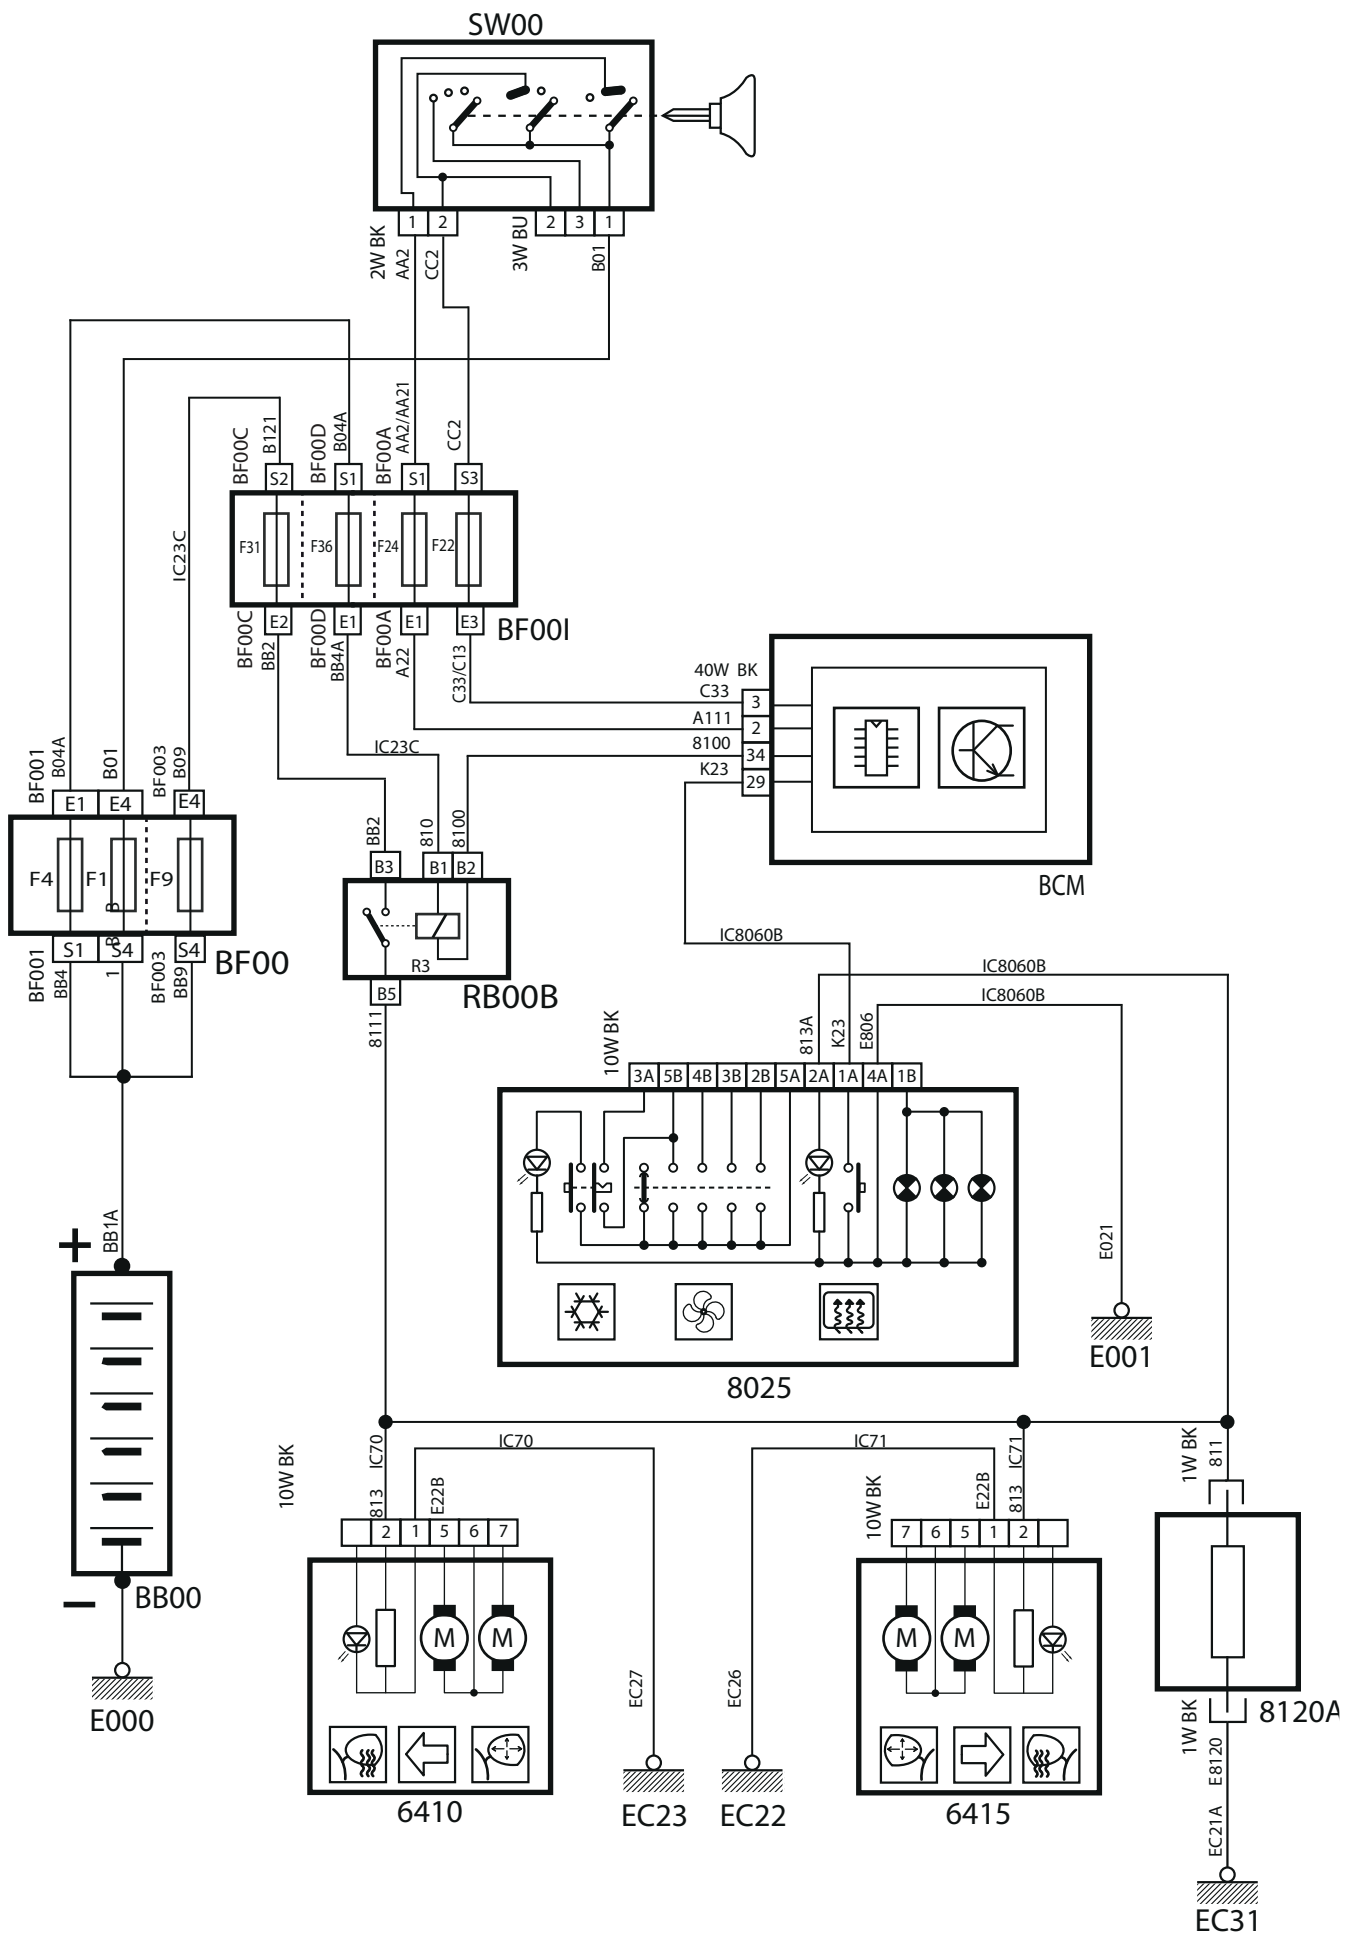 SW00
1 2 2 3 1
2W BK
AA2
CC2
3W BU
B01
BF00C
B121
BF00D
B04A
BF00A
AA2/AA21
CC2
S2 S1 S1 S3
IC23C
F31 F36 F24 F22
E2 E1 E1 E3
BF00I
BF00C
BB2
BF00D
BB4A
BF00A
A22
C33/C13
40W BK
C33 3
A111 2
8100 34
K23 29
BCM
IC23C
BF001
B04A
B01
BF003
B09
E1 E4 E4
F4 F1 F9
B
B
S1 S4 S4
BF00
BF001
BB4
1
BF003
BB9
BB2
810
8100
B3 B1 B2
R3
RB00B
B5
8111
IC8060B
IC8060B
IC8060B
10W BK
813A
K23
E806
3A 5B 4B 3B 2B 5A 2A 1A 4A 1B
8025
E021
E001
BB1A
+
−
BB00
E000
10W BK
IC70
IC70
813
E22B
2 1 5 6 7
M M
6410
EC27
EC23
IC71
IC71
10W BK
E22B
813
7 6 5 1 2
M M
6415
EC26
EC22
1W BK
811
8120A
1W BK
E8120
EC21A
EC31